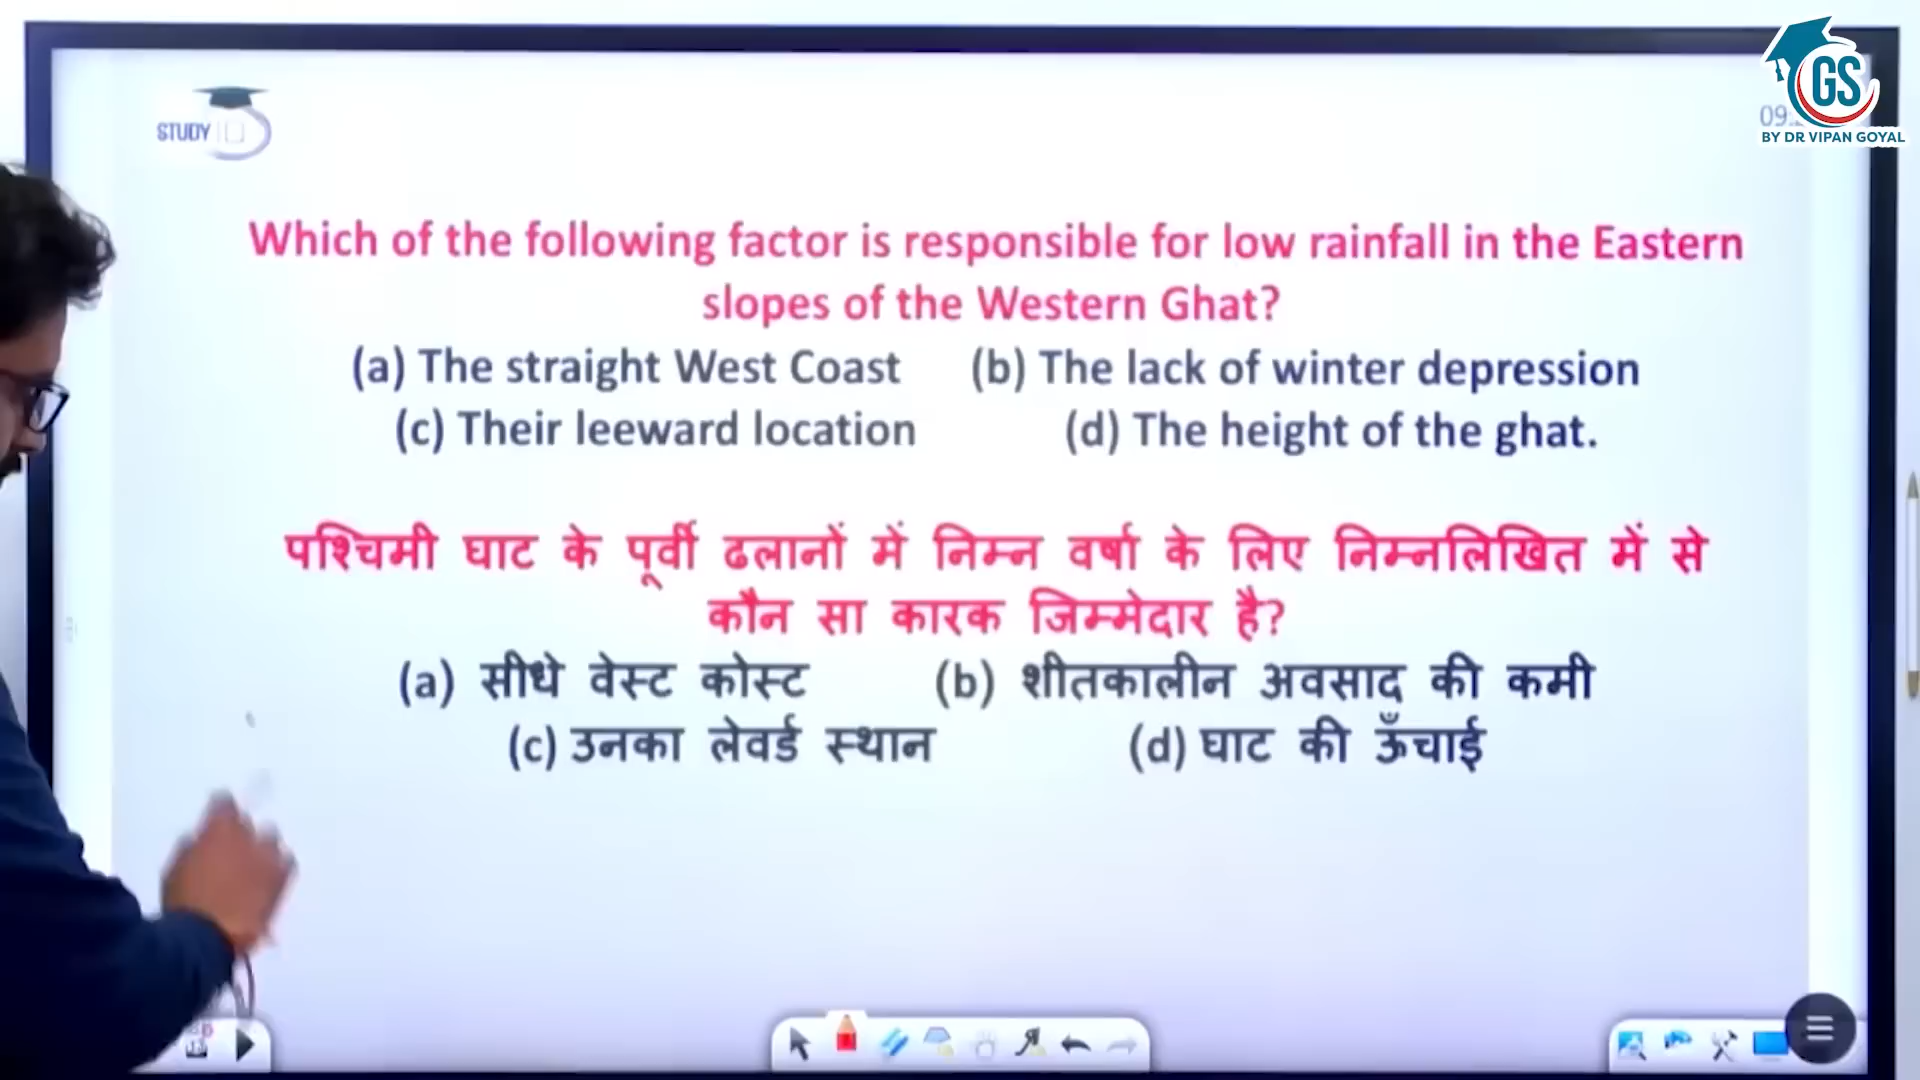 STUDY
GS
BY DR VIPAN GOYAL
Which of the following factor is responsible for low rainfall in the Eastern
slopes of the Western Ghat?
(a) The straight West Coast (b) The lack of winter depression
(c) Their leeward location (d) The height of the ghat.
पश्चिमी घाट के पूर्वी ढलानों में निम्न वर्षा के लिए निम्नलिखित में से
कौन सा कारक जिम्मेदार है?
(a) सीधे वेस्ट कोस्ट (b) शीतकालीन अवसाद की कमी
(c) उनका लेवर्ड स्थान (d) घाट की ऊँचाई